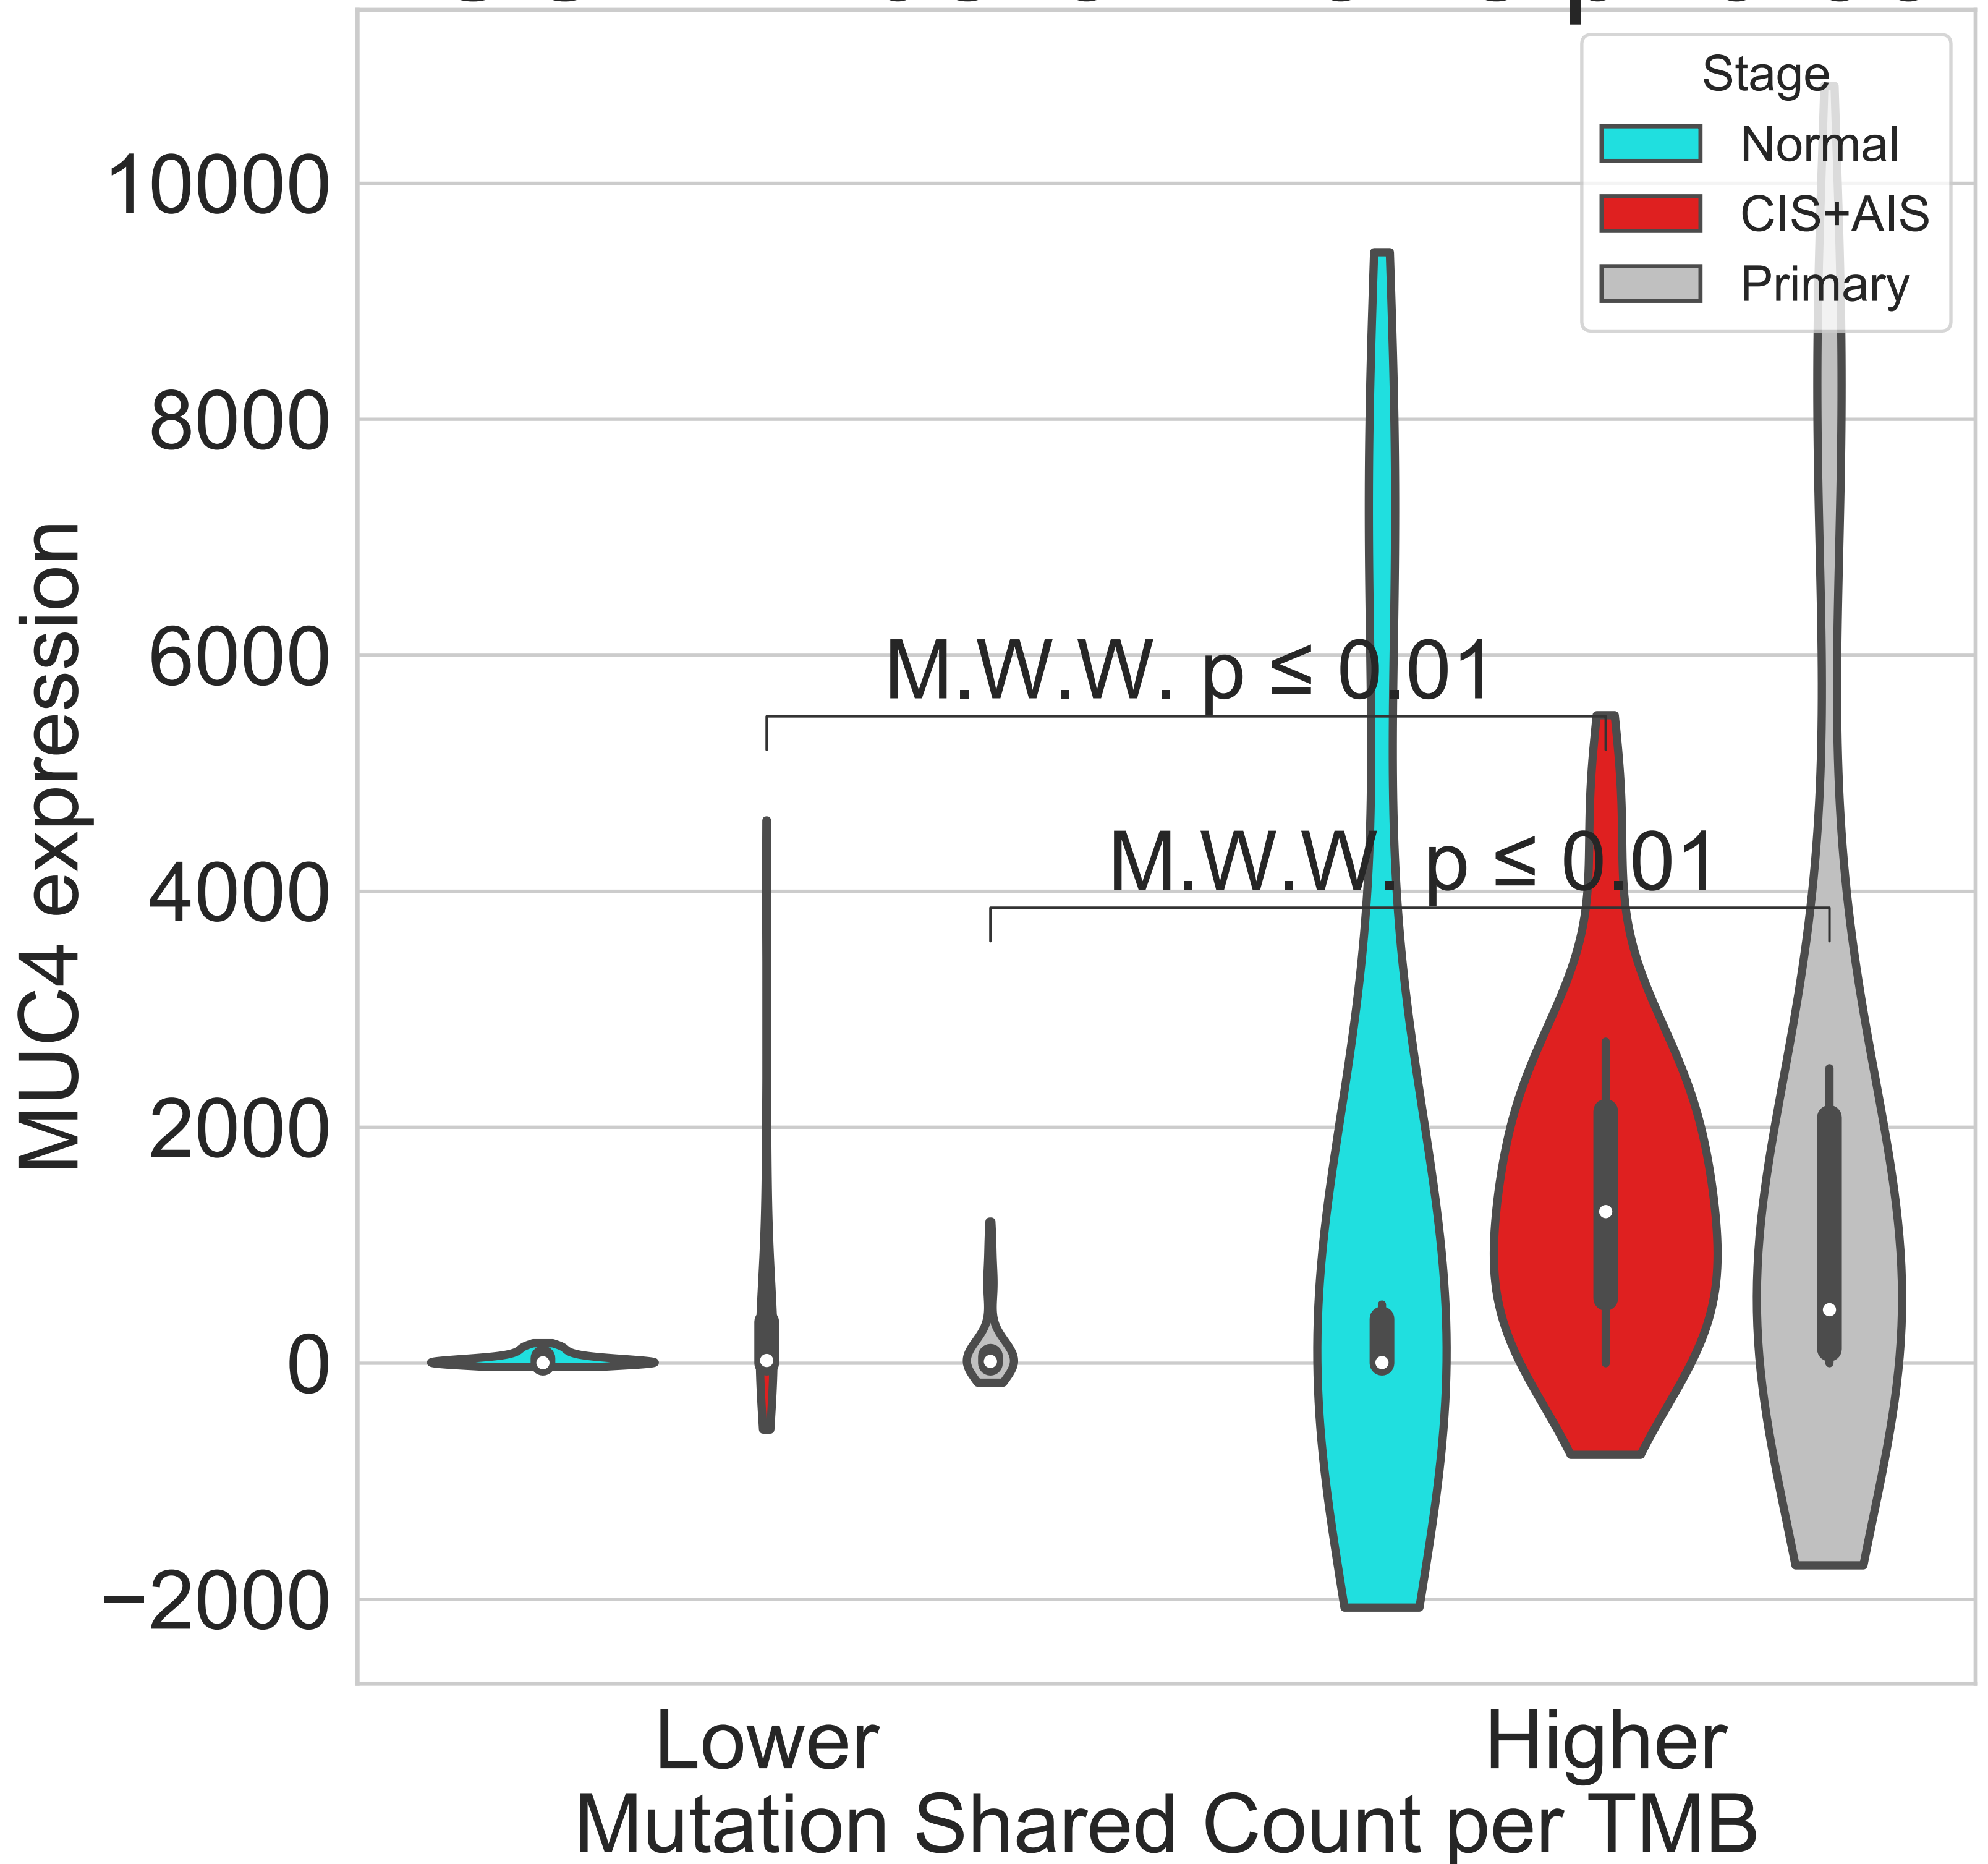 Stage
Normal
CIS+AIS
Primary
10000
8000
6000
4000
2000
0
−2000
MUC4 expression
M.W.W. p ≤ 0.01
M.W.W. p ≤ 0.01
Lower
Higher
Mutation Shared Count per TMB